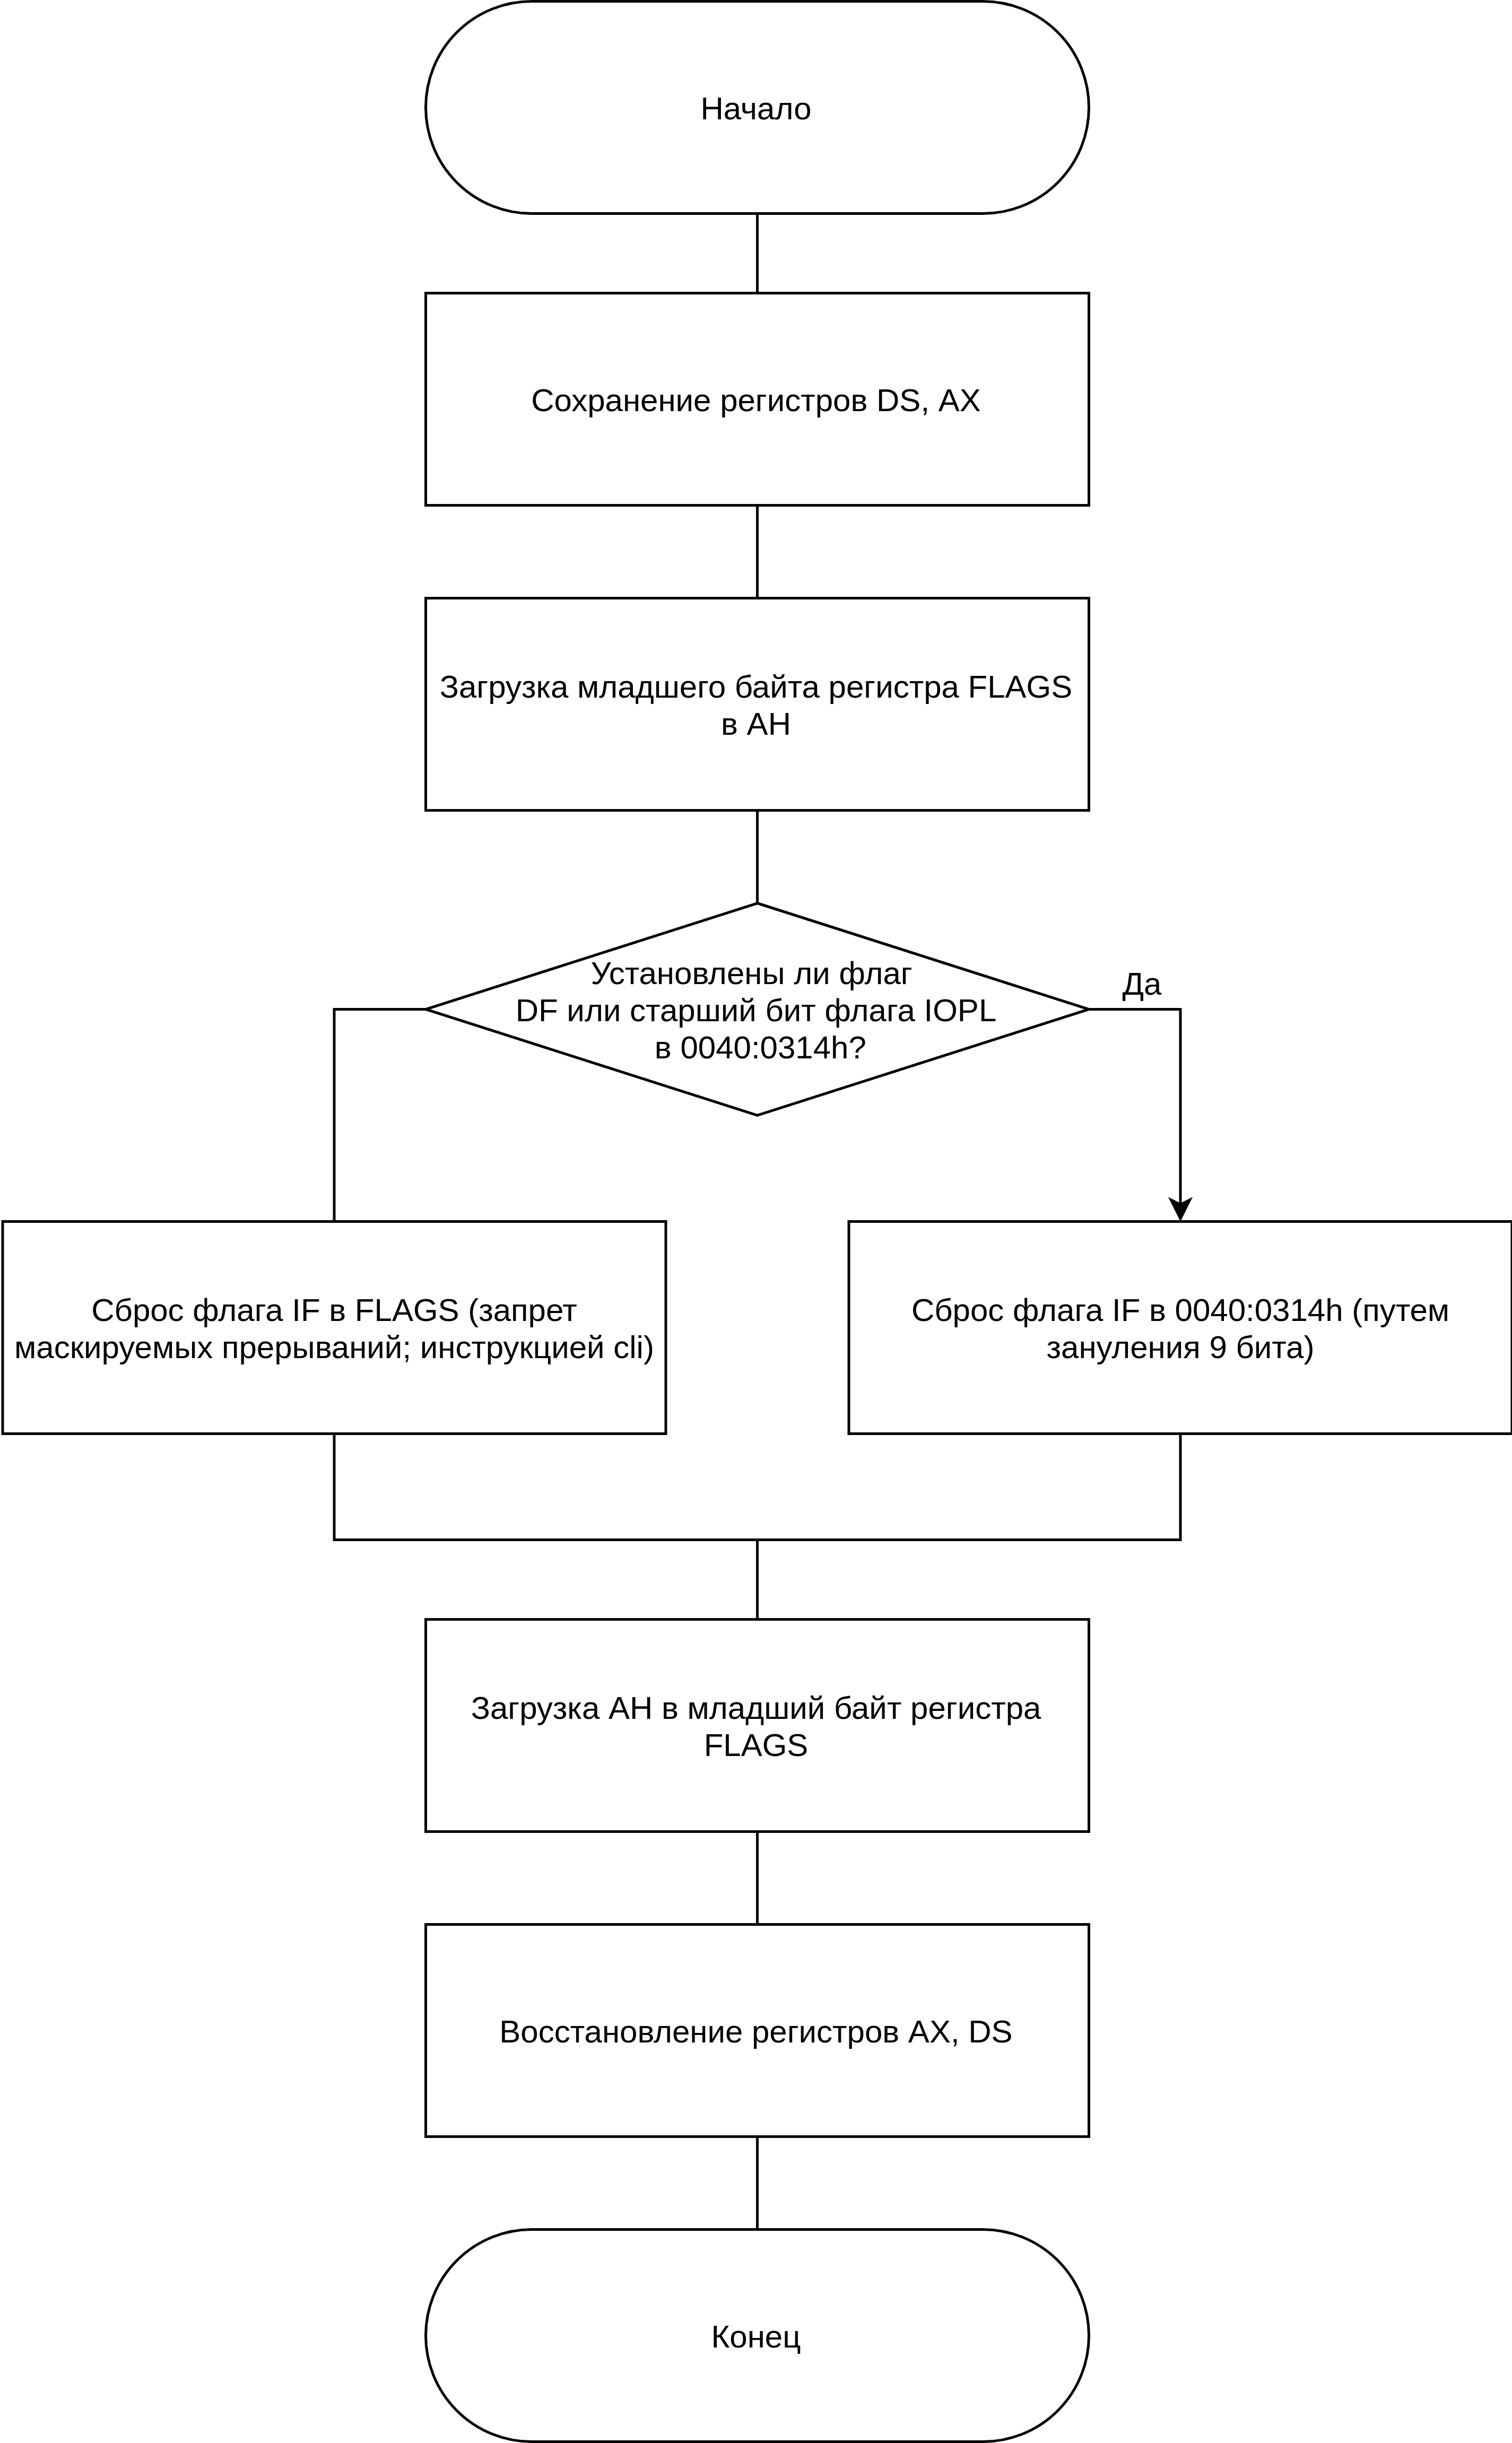 Начало
Сохранение регистров DS, AX
Загрузка младшего байта регистра FLAGS
в AH
Установлены ли флаг
DF или старший бит флага IOPL
в 0040:0314h?
Да
Сброс флага IF в FLAGS (запрет
маскируемых прерываний; инструкцией cli)
Сброс флага IF в 0040:0314h (путем
зануления 9 бита)
Загрузка AH в младший байт регистра
FLAGS
Восстановление регистров AX, DS
Конец